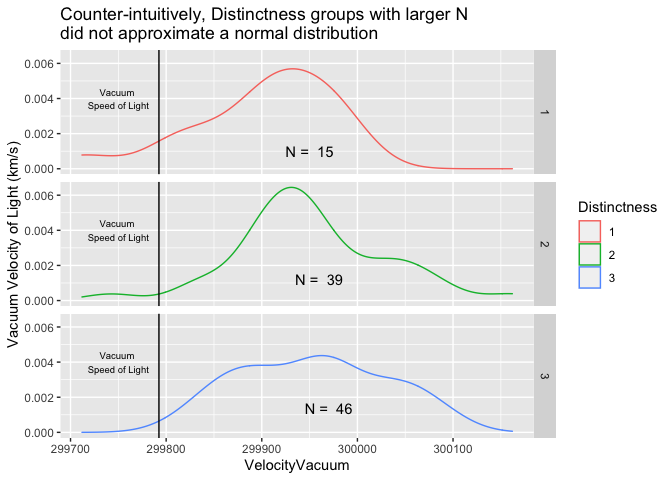 Counter-intuitively, Distinctness groups with larger N
did not approximate a normal distribution
Vacuum Velocity of Light (km/s)
0.006
0.004
0.002
0.000
Vacuum
Speed of Light
N = 15
1
0.006
0.004
0.002
0.000
Vacuum
Speed of Light
N = 39
2
0.006
0.004
0.002
0.000
Vacuum
Speed of Light
N = 46
3
299700 299800 299900 300000 300100
VelocityVacuum
Distinctness
1
2
3